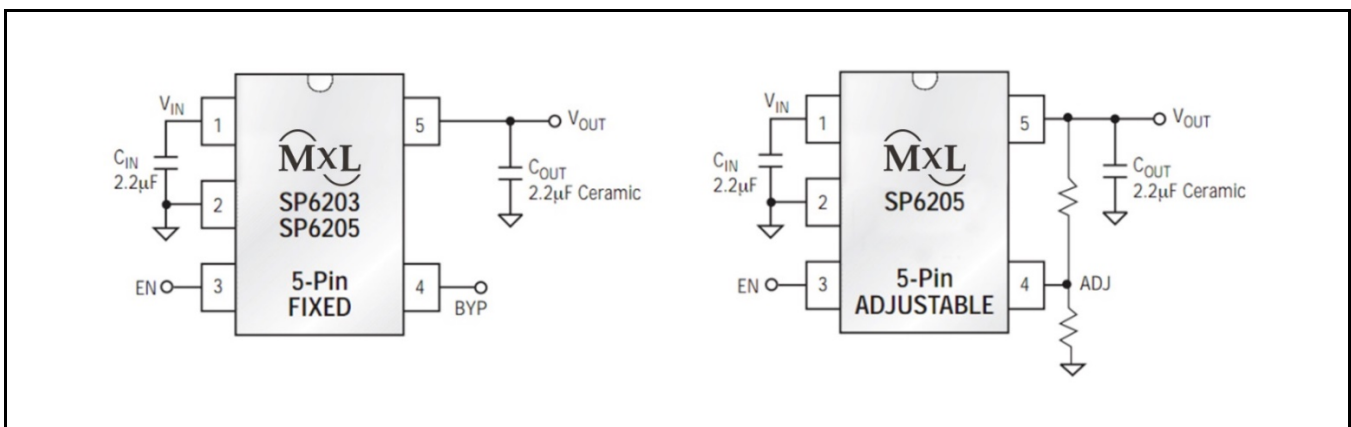 V_IN
C_IN
2.2μF
1
2
EN
3
MxL
SP6203
SP6205
5-Pin
FIXED
5
V_OUT
C_OUT
2.2μF Ceramic
4
BYP
V_IN
C_IN
2.2μF
1
2
EN
3
MxL
SP6205
5-Pin
ADJUSTABLE
5
V_OUT
C_OUT
2.2μF Ceramic
4
ADJ